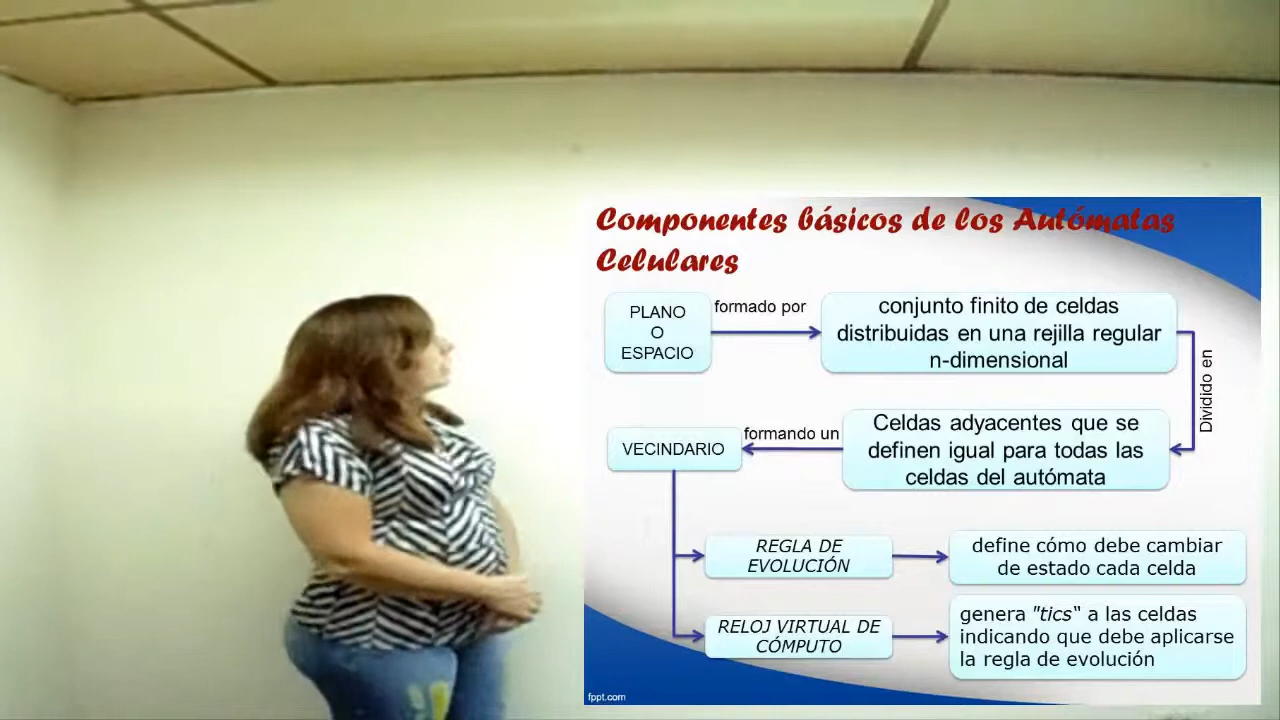 Componentes básicos de los Autómatas
Celulares
PLANO
O
ESPACIO
formado por
conjunto finito de celdas
distribuidas en una rejilla regular
n-dimensional
Dividido en
Celdas adyacentes que se
definen igual para todas las
celdas del autómata
formando un
VECINDARIO
REGLA DE
EVOLUCIÓN
define cómo debe cambiar
de estado cada celda
RELOJ VIRTUAL DE
CÓMPUTO
genera "tics" a las celdas
indicando que debe aplicarse
la regla de evolución
fppt.com